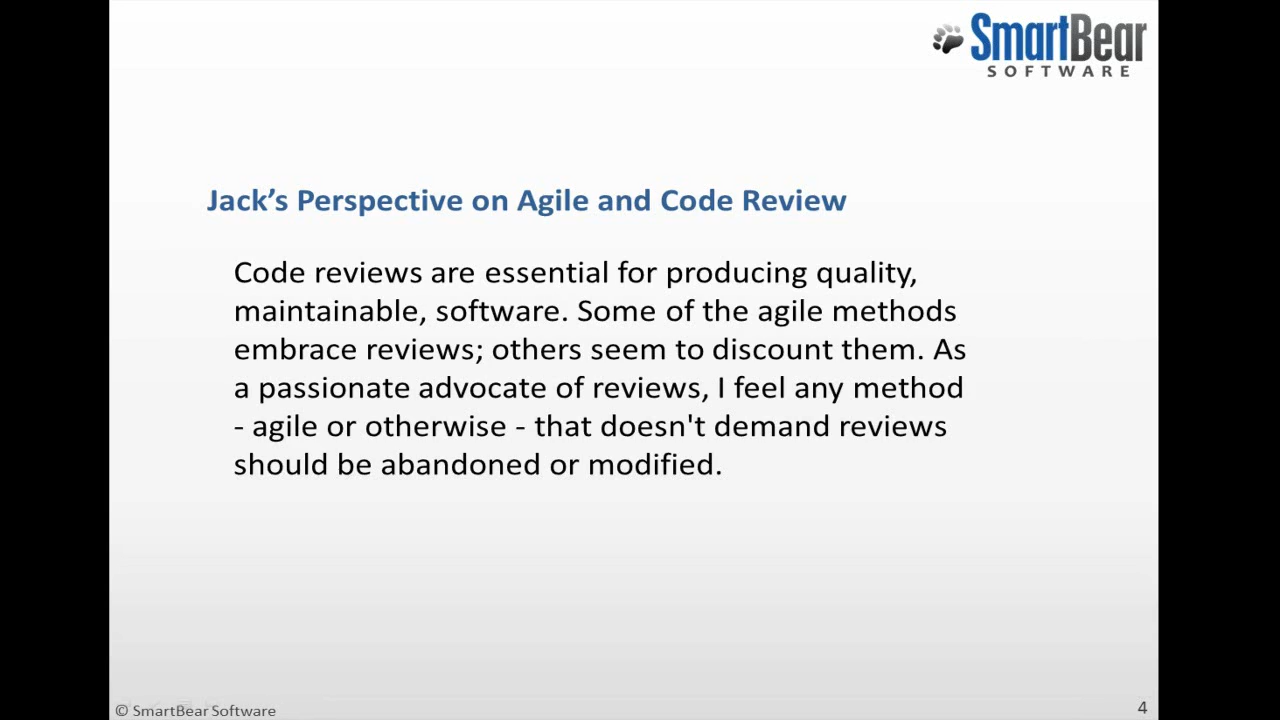 SmartBear
SOFTWARE
Jack’s Perspective on Agile and Code Review
Code reviews are essential for producing quality,
maintainable, software. Some of the agile methods
embrace reviews; others seem to discount them. As
a passionate advocate of reviews, I feel any method
- agile or otherwise - that doesn't demand reviews
should be abandoned or modified.
© SmartBear Software
4